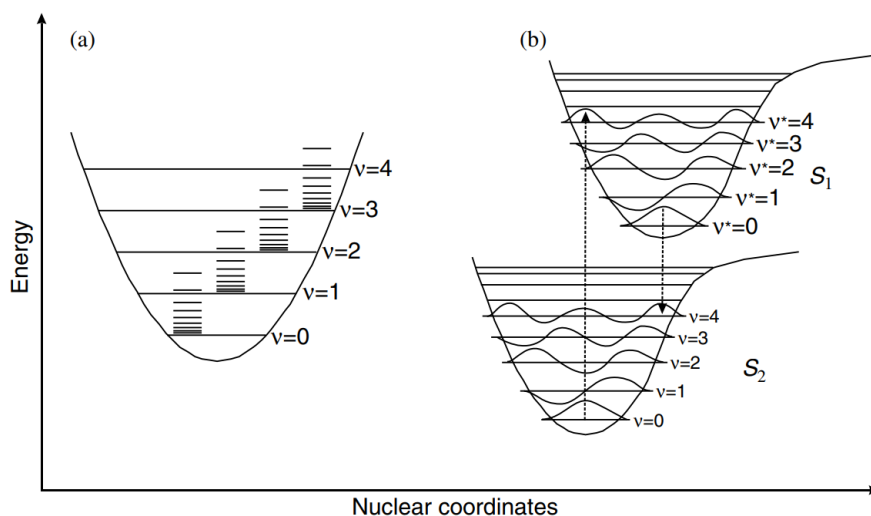 (a)
(b)
Energy
ν=4
ν=3
ν=2
ν=1
ν=0
ν*=4
ν*=3
ν*=2
ν*=1
ν*=0
S1
ν=4
ν=3
ν=2
ν=1
ν=0
S2
Nuclear coordinates